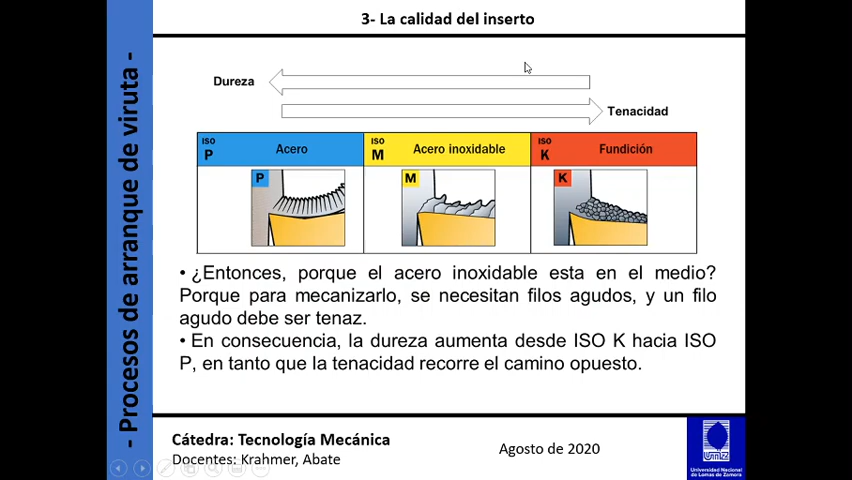 3- La calidad del inserto
- Procesos de arranque de viruta -
Dureza
Tenacidad
ISO
P
Acero
ISO
M
Acero inoxidable
ISO
K
Fundición
P
M
K
• ¿Entonces, porque el acero inoxidable esta en el medio?
Porque para mecanizarlo, se necesitan filos agudos, y un filo
agudo debe ser tenaz.
• En consecuencia, la dureza aumenta desde ISO K hacia ISO
P, en tanto que la tenacidad recorre el camino opuesto.
Cátedra: Tecnología Mecánica
Docentes: Krahmer, Abate
Agosto de 2020
Universidad Nacional
de Lomas de Zamora